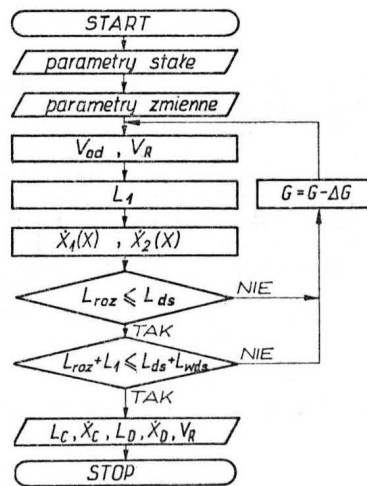 START
parametry stałe
parametry zmienne
V_od , V_R
L_1
G = G-ΔG
Ẋ_1(X) , Ẋ_2(X)
L_roz ⩽ L_ds
NIE
TAK
L_roz+L_1 ⩽ L_ds+L_wds
NIE
TAK
L_C, Ẋ_C, L_D, Ẋ_D, V_R
STOP